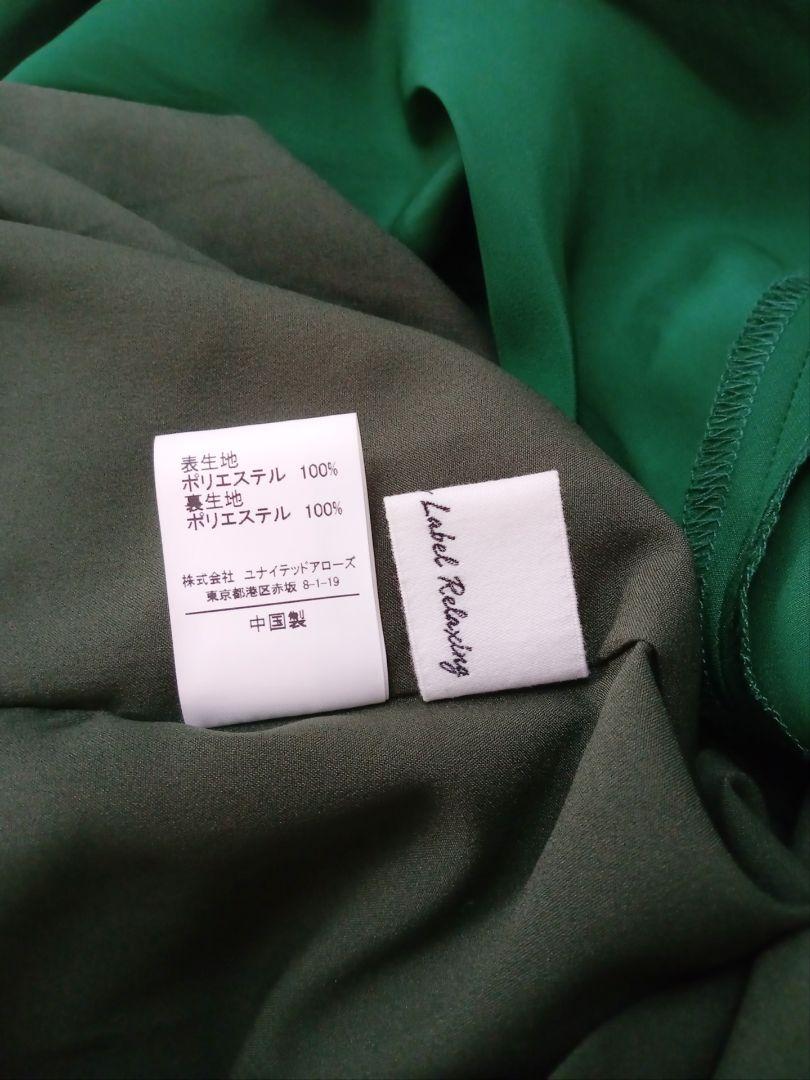 表生地
ポリエステル 100%
裏生地
ポリエステル 100%
株式会社 ユナイテッドアローズ
東京都港区赤坂 8-1-19
中国製
Label Relaxing